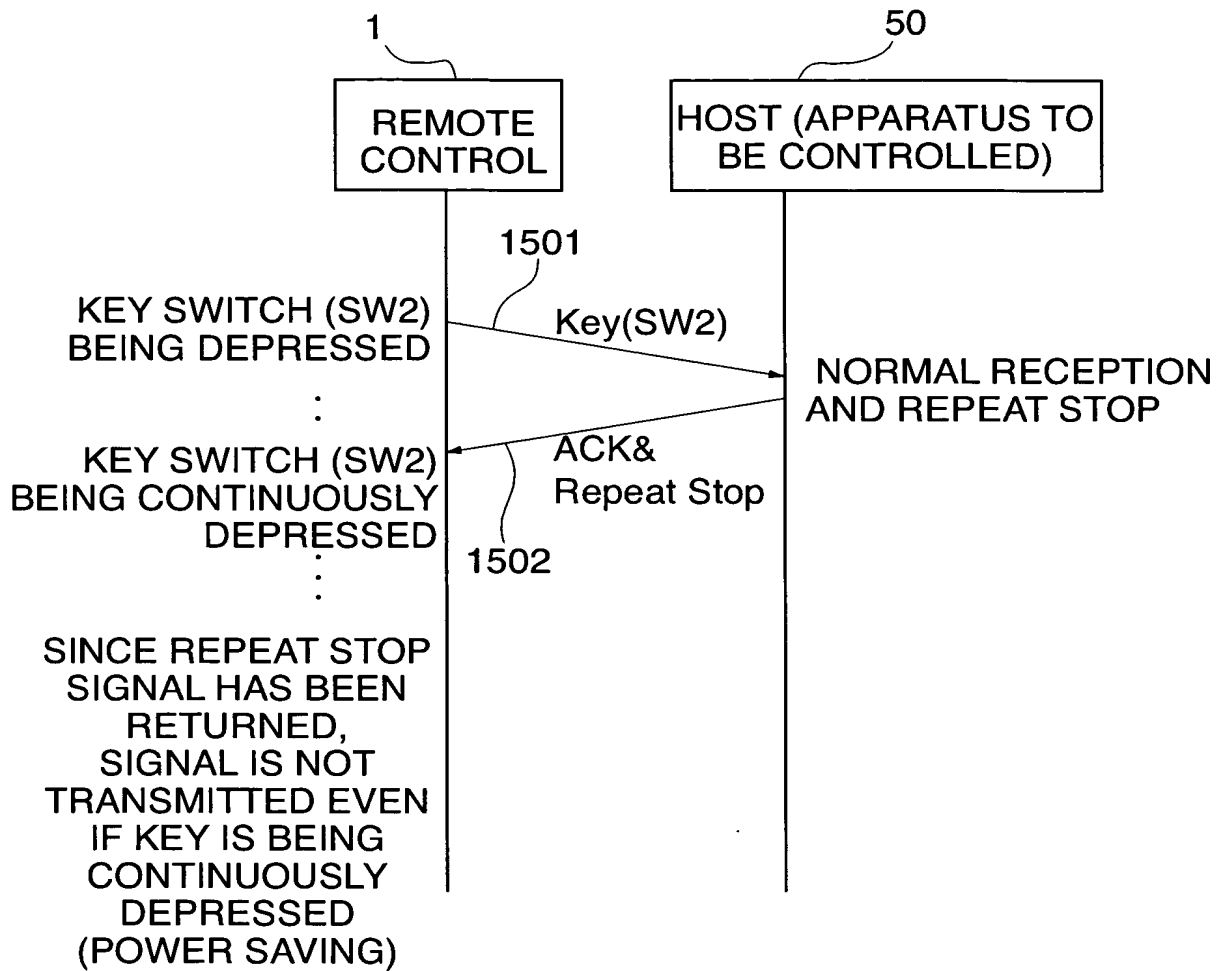 1
50
REMOTE
CONTROL
HOST (APPARATUS TO
BE CONTROLLED)
1501
KEY SWITCH (SW2)
BEING DEPRESSED
Key(SW2)
NORMAL RECEPTION
AND REPEAT STOP
ACK&
Repeat Stop
KEY SWITCH (SW2)
BEING CONTINUOUSLY
DEPRESSED
1502
SINCE REPEAT STOP
SIGNAL HAS BEEN
RETURNED,
SIGNAL IS NOT
TRANSMITTED EVEN
IF KEY IS BEING
CONTINUOUSLY
DEPRESSED
(POWER SAVING)